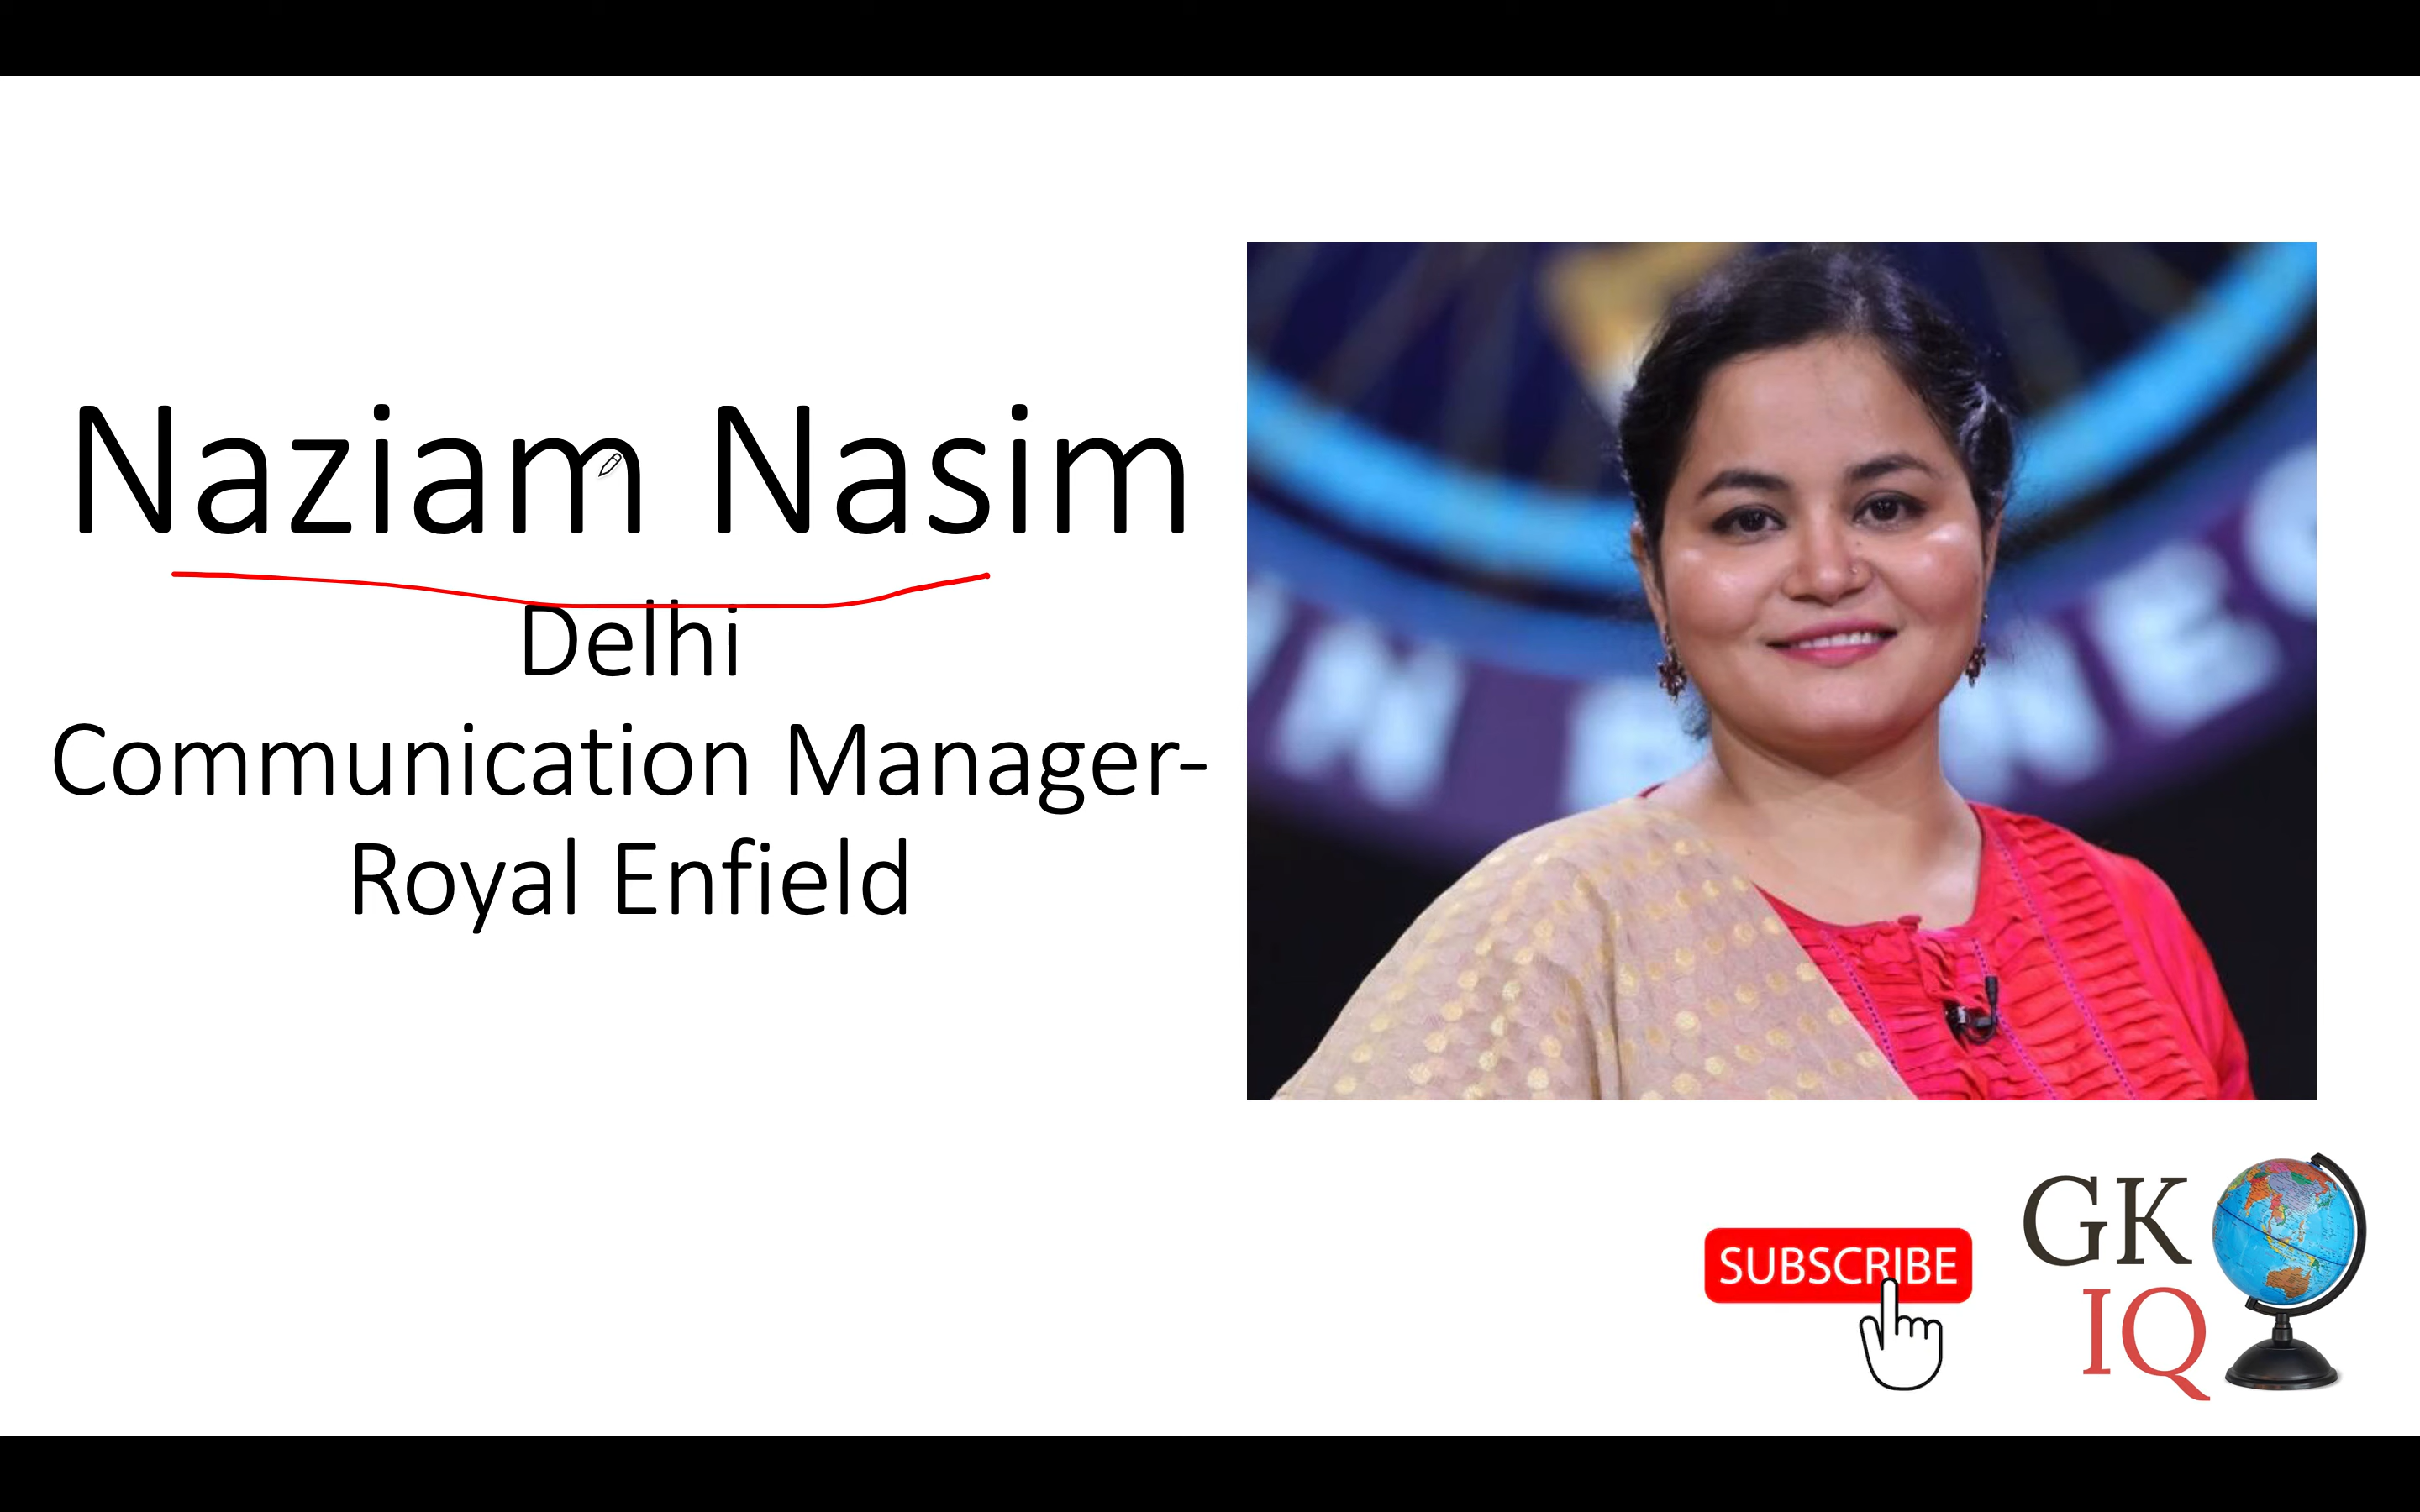 Naziam Nasim
Delhi
Communication Manager-
Royal Enfield
SUBSCRIBE
GK
IQ